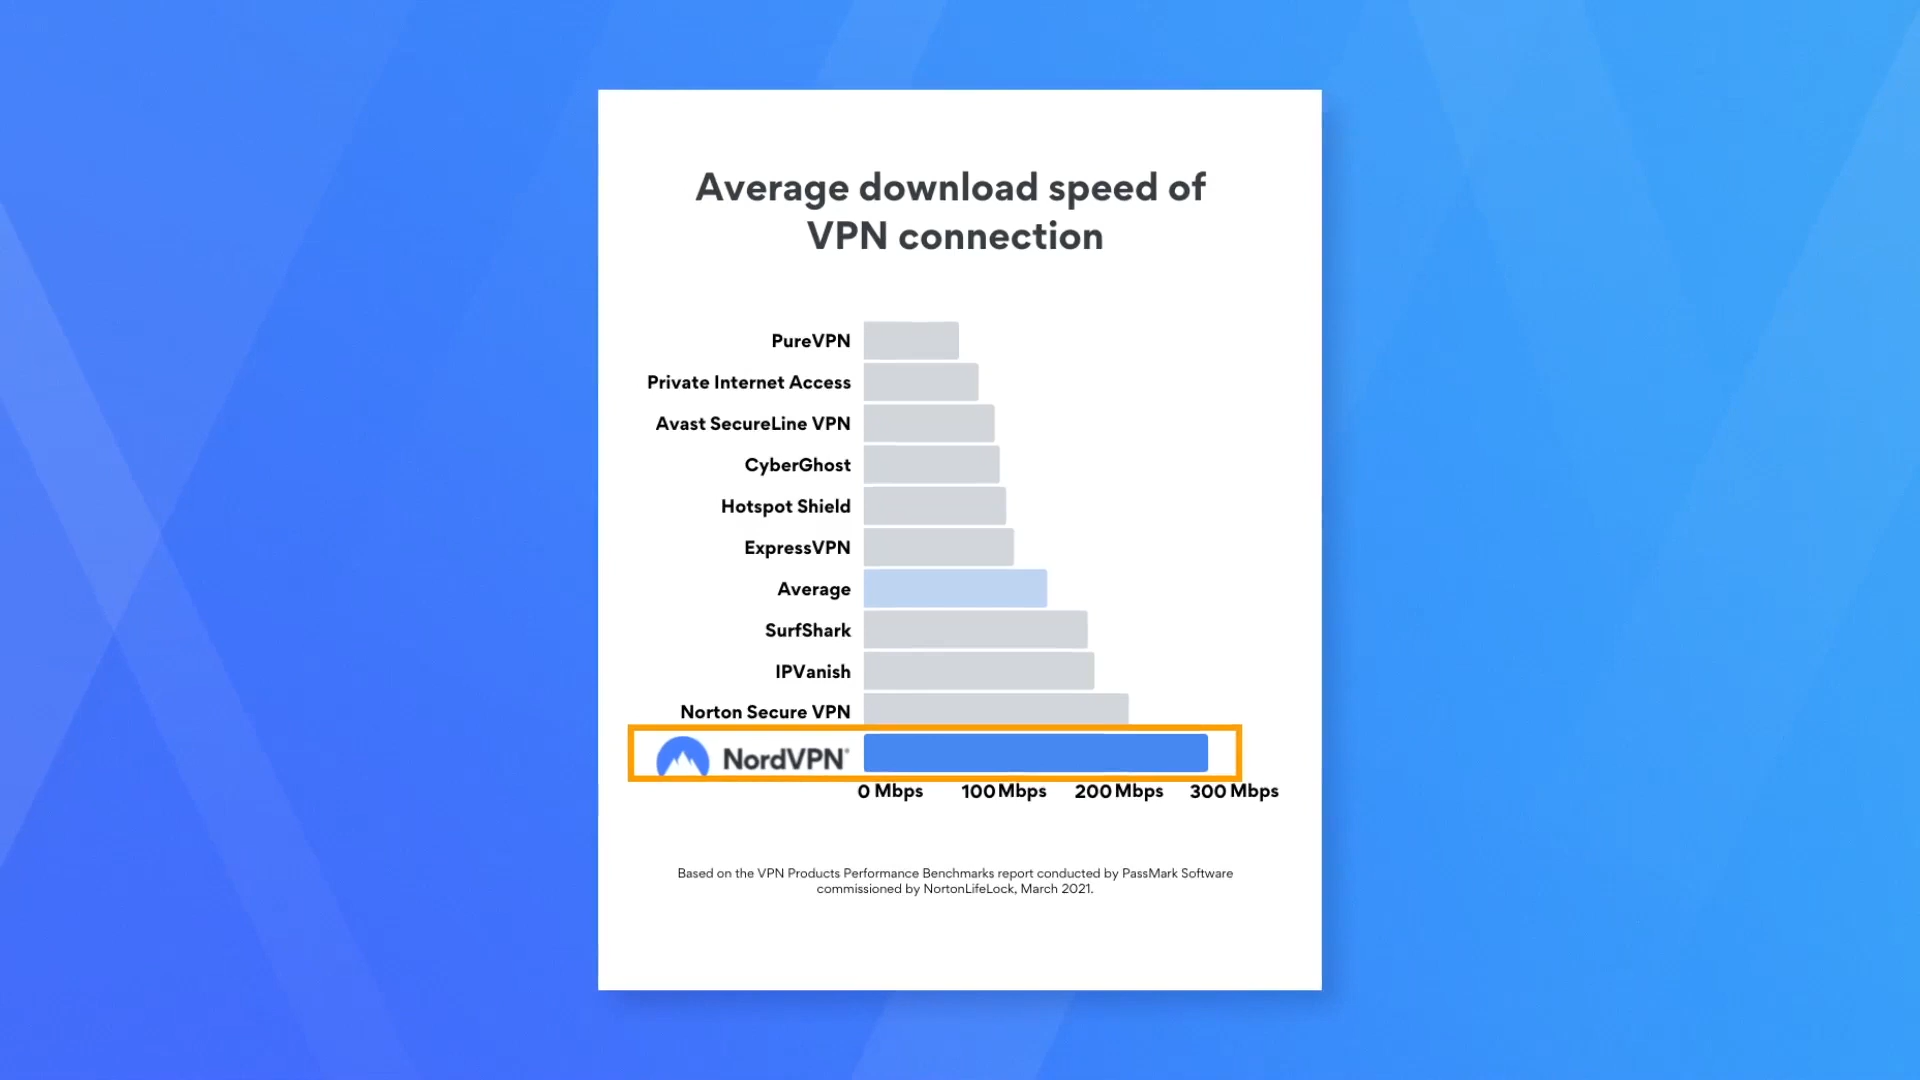 Average download speed of
VPN connection
PureVPN
Private Internet Access
Avast SecureLine VPN
CyberGhost
Hotspot Shield
ExpressVPN
Average
SurfShark
IPVanish
Norton Secure VPN
NordVPN®
0 Mbps 100 Mbps 200 Mbps 300 Mbps
Based on the VPN Products Performance Benchmarks report conducted by PassMark Software
commissioned by NortonLifeLock, March 2021.